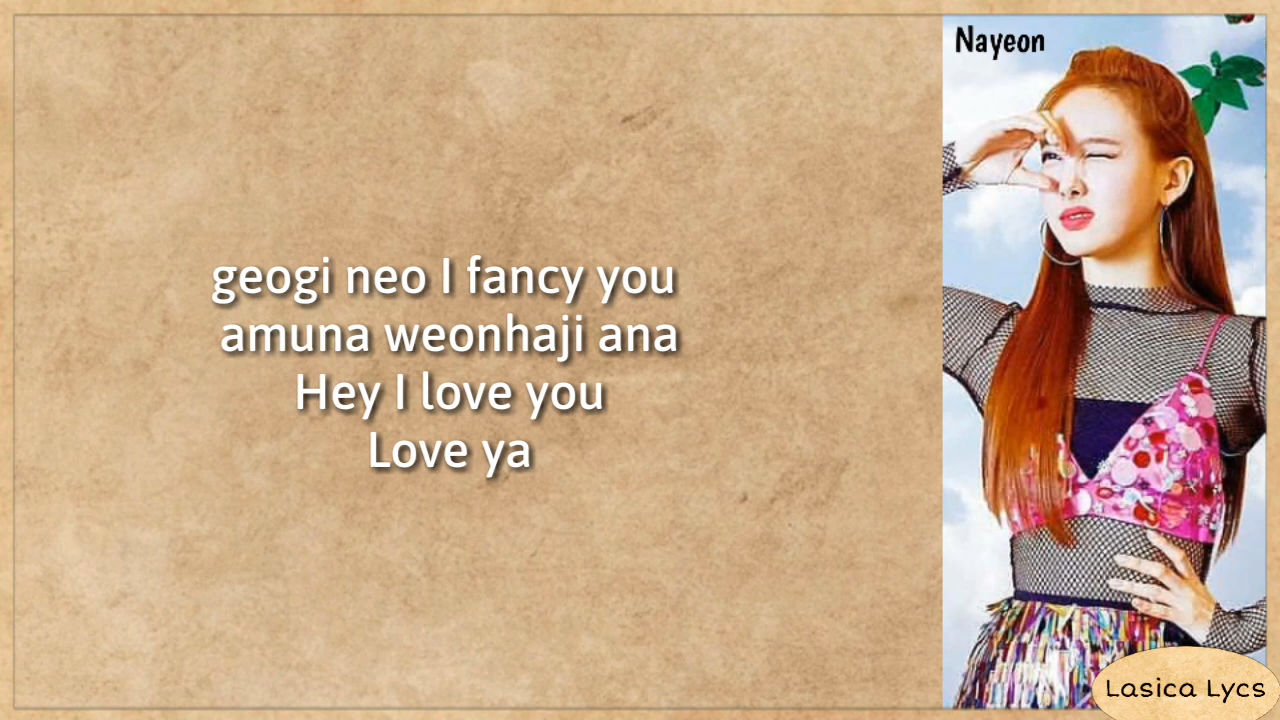 Nayeon
geogi neo I fancy you
amuna weonhaji ana
Hey I love you
Love ya
Lasica Lycs